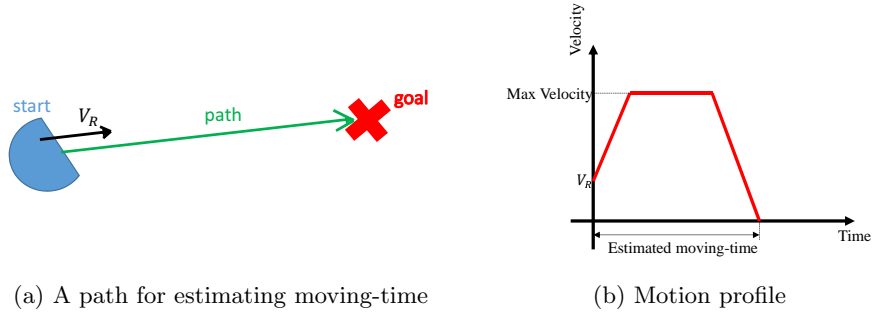 start
V_R
path
goal
(a) A path for estimating moving-time
Velocity
Max Velocity
V_R
Estimated moving-time
Time
(b) Motion profile